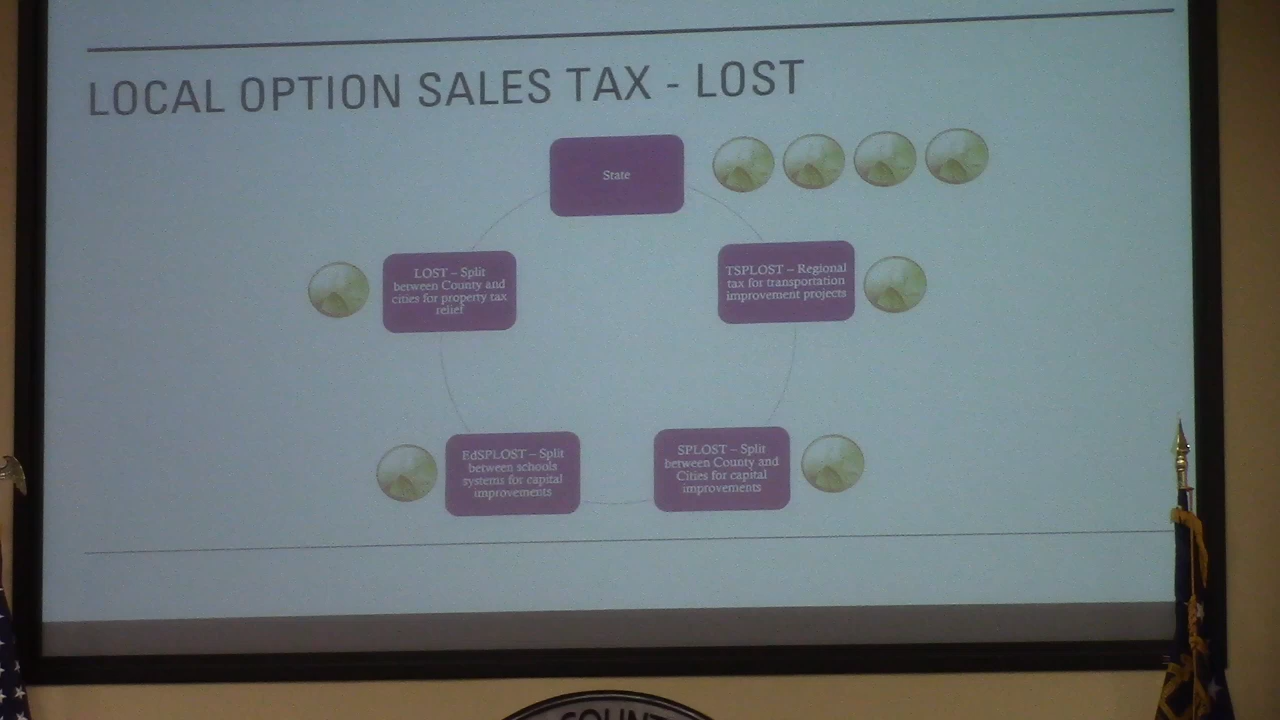 LOCAL OPTION SALES TAX - LOST
State
LOST – Split
between County and
cities for property tax
relief
TSPLOST – Regional
tax for transportation
improvement projects
EdSPLOST – Split
between schools
systems for capital
improvements
SPLOST – Split
between County and
Cities for capital
improvements
COUNT